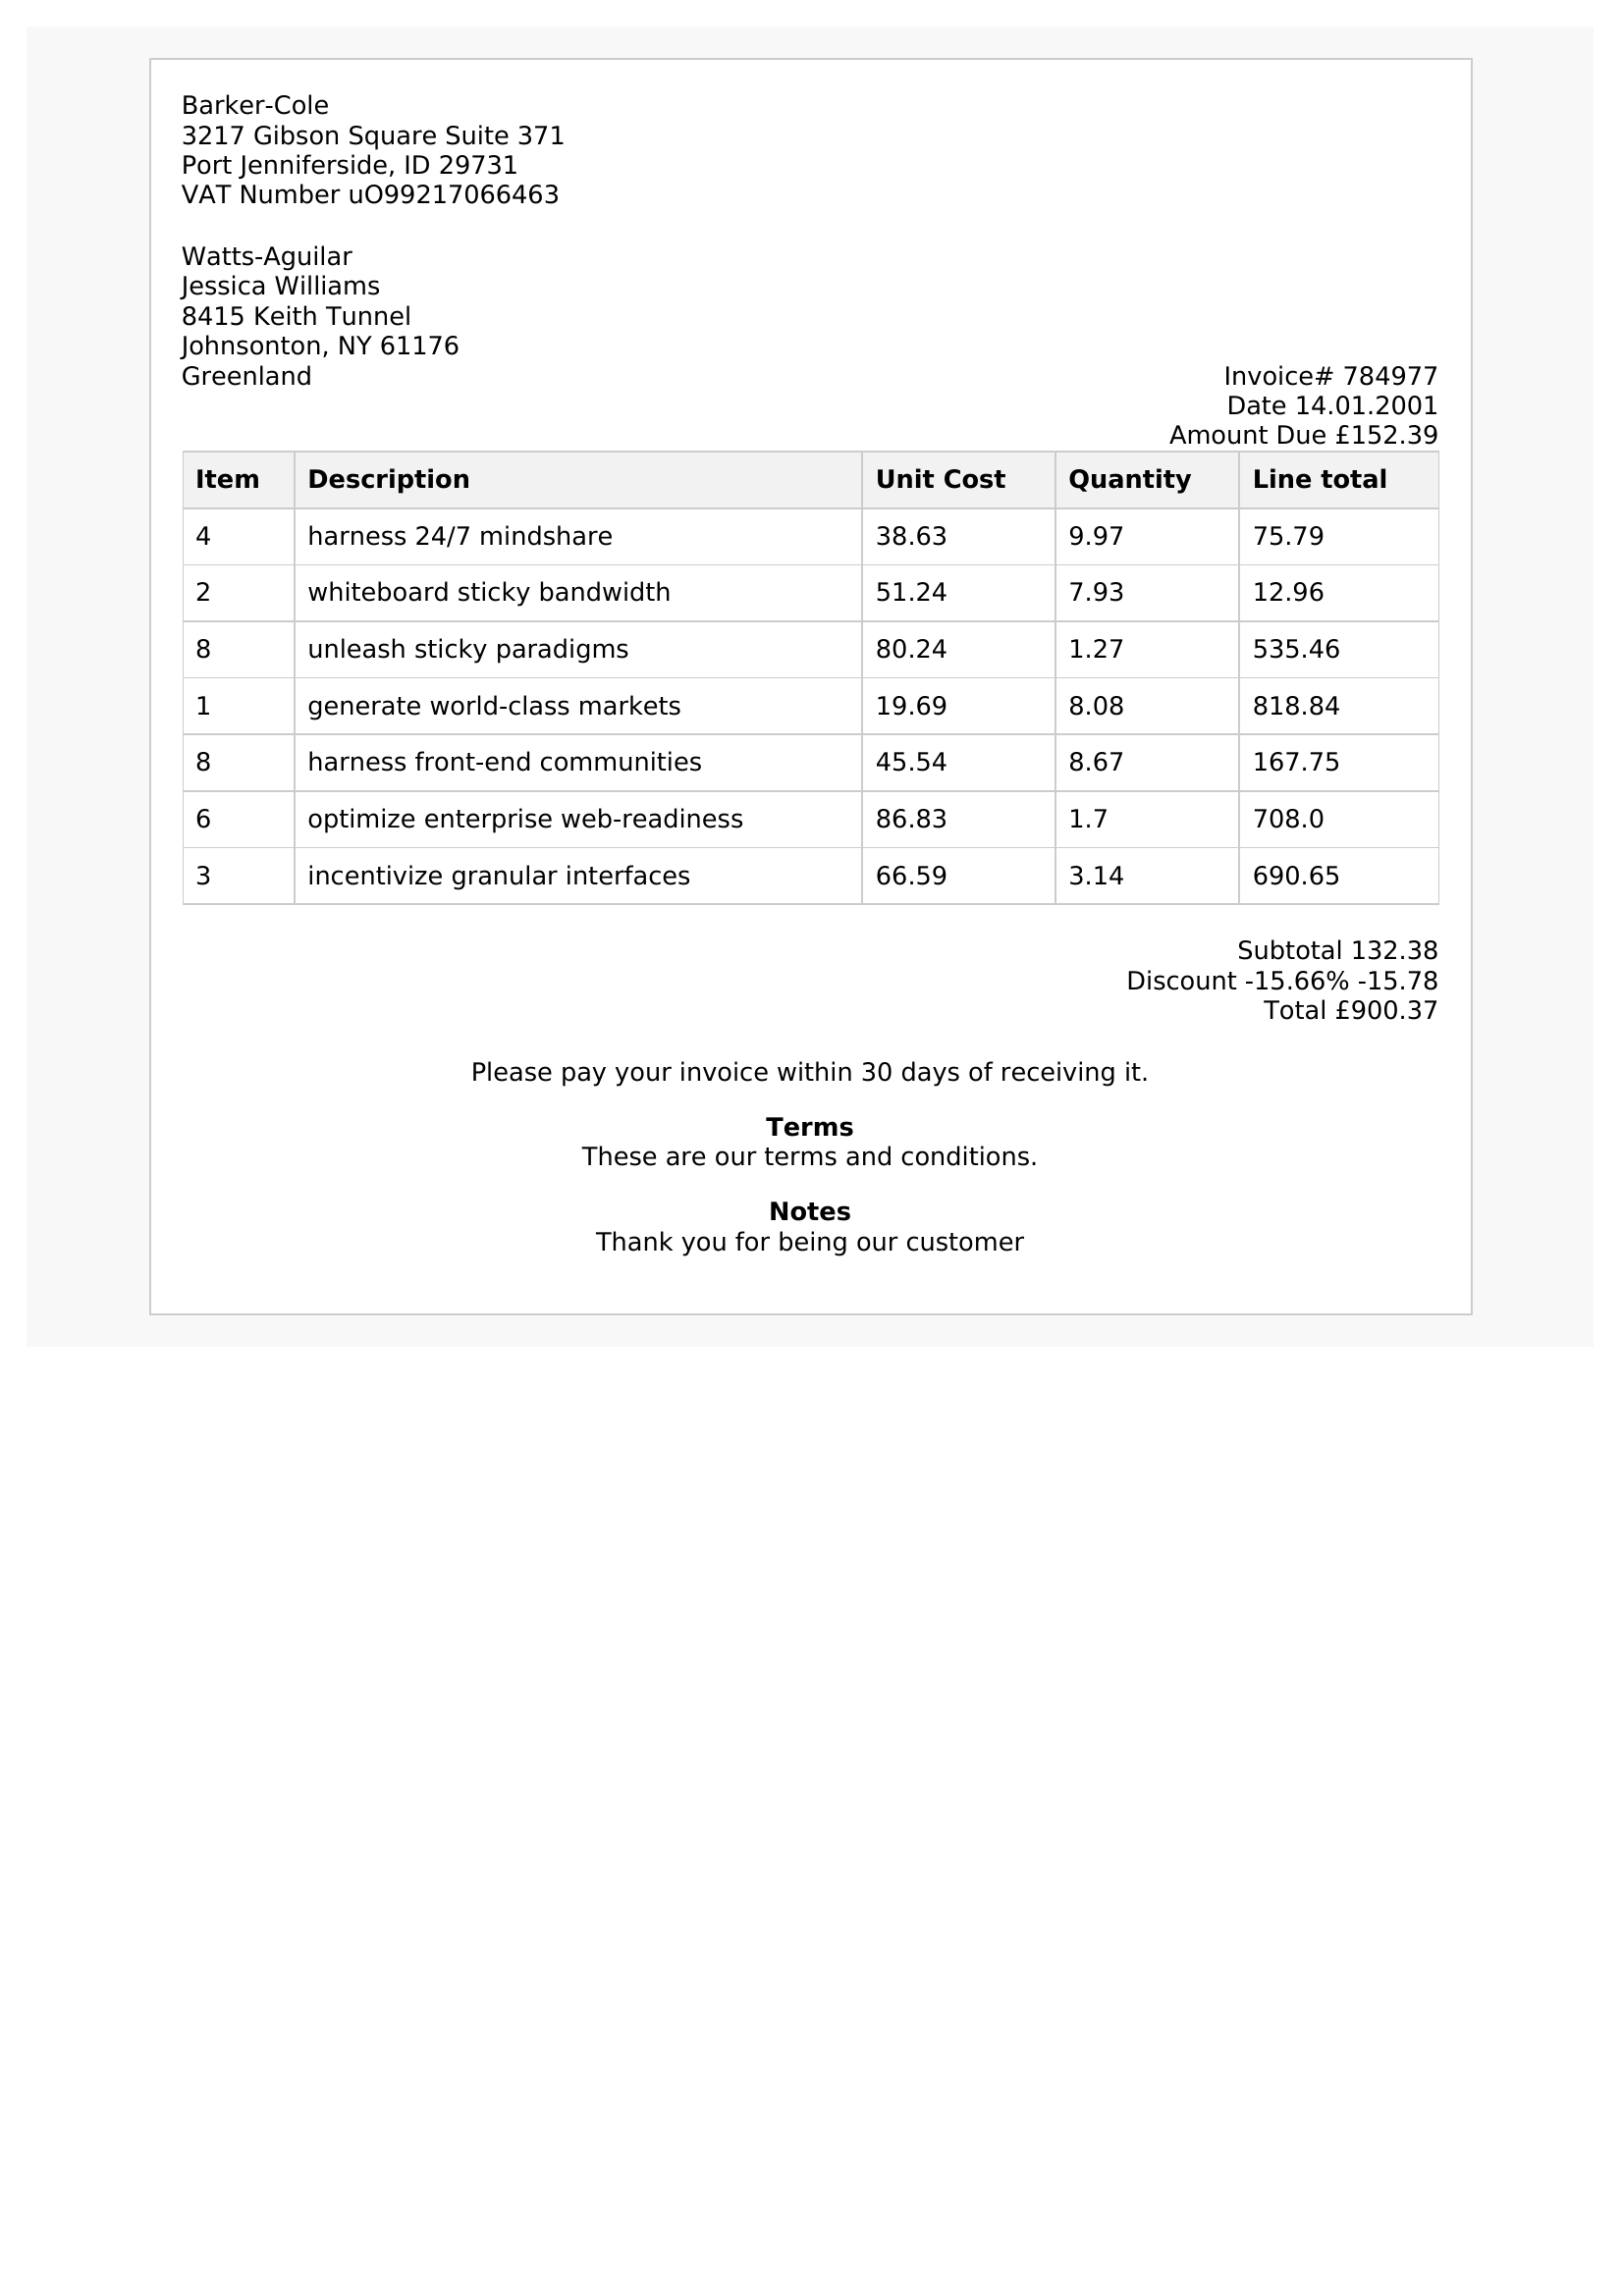 Barker-Cole
3217 Gibson Square Suite 371
Port Jenniferside, ID 29731
VAT Number uO99217066463
Watts-Aguilar
Jessica Williams
8415 Keith Tunnel
Johnsonton, NY 61176
Greenland
Invoice# 784977
Date 14.01.2001
Amount Due £152.39
Item Description Unit Cost Quantity Line total
4 harness 24/7 mindshare 38.63 9.97 75.79
2 whiteboard sticky bandwidth 51.24 7.93 12.96
8 unleash sticky paradigms 80.24 1.27 535.46
1 generate world-class markets 19.69 8.08 818.84
8 harness front-end communities 45.54 8.67 167.75
6 optimize enterprise web-readiness 86.83 1.7 708.0
3 incentivize granular interfaces 66.59 3.14 690.65
Subtotal 132.38
Discount -15.66% -15.78
Total £900.37
Please pay your invoice within 30 days of receiving it.
Terms
These are our terms and conditions.
Notes
Thank you for being our customer